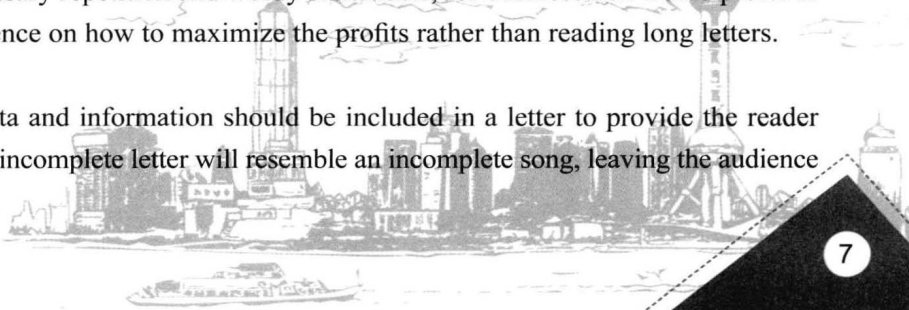 ence on how to maximize the profits rather than reading long letters.
ta and information should be included in a letter to provide the reader
incomplete letter will resemble an incomplete song, leaving the audience
7